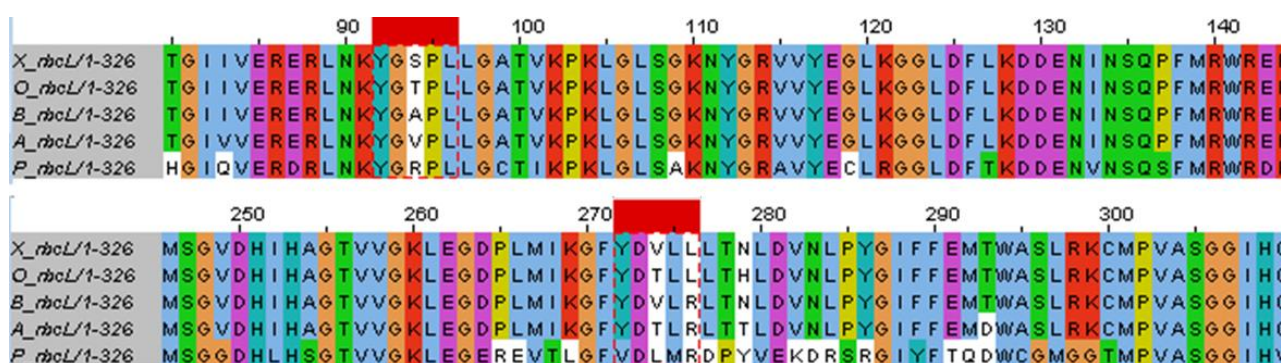 90 100 110 120 130 140
X_rbcL/1-326 TGIIVERERLNKYGSPLLGATVKPKLGLSGKNYGRVVYEGLKGGLDFLKDDENINSQPFMRWRE
O_rbcL/1-326 TGIIVERERLNKYGTPLLGATVKPKLGLSGKNYGRVVYEGLKGGLDFLKDDENINSQPFMRWRE
B_rbcL/1-326 TGIIVERERLNKYGAPLLGATVKPKLGLSGKNYGRVVYEGLKGGLDFLKDDENINSQPFMRWRE
A_rbcL/1-326 TGIVVERERLNKYGVPLLGATVKPKLGLSGKNYGRVVYEGLKGGLDFLKDDENINSQPFMRWRE
P_rbcL/1-326 HGIQVERDRLNKYGRPLLGCTIKPKLGLSAKNYGRAVYECLRGGLDFTKDDENVNSQSFMRWRD
250 260 270 280 290 300
X_rbcL/1-326 MSGVDHIHAGTVVGKLEGDPLMIKGFYDVLLLTNLDVNLPYGIFFEMTWASLRKCMPVASGGIH
O_rbcL/1-326 MSGVDHIHAGTVVGKLEGDPLMIKGFYDTLLLTHLDVNLPYGIFFEMTWASLRKCMPVASGGIH
B_rbcL/1-326 MSGVDHIHAGTVVGKLEGDPLMIKGFYDVLRLTNLDVNLPYGIFFEMTWASLRKCMPVASGGIH
A_rbcL/1-326 MSGVDHIHAGTVVGKLEGDPLMIKGFYDTLRLTTLDVNLPYGIFFEMDWASLRKCMPVASGGIH
P_rbcL/1-326 MSGGDHLHSGTVVGKLEGEREVTLGFVDLMRDPYVEKDRSRGIYFTQDWCGMGGTMPVASGGIH